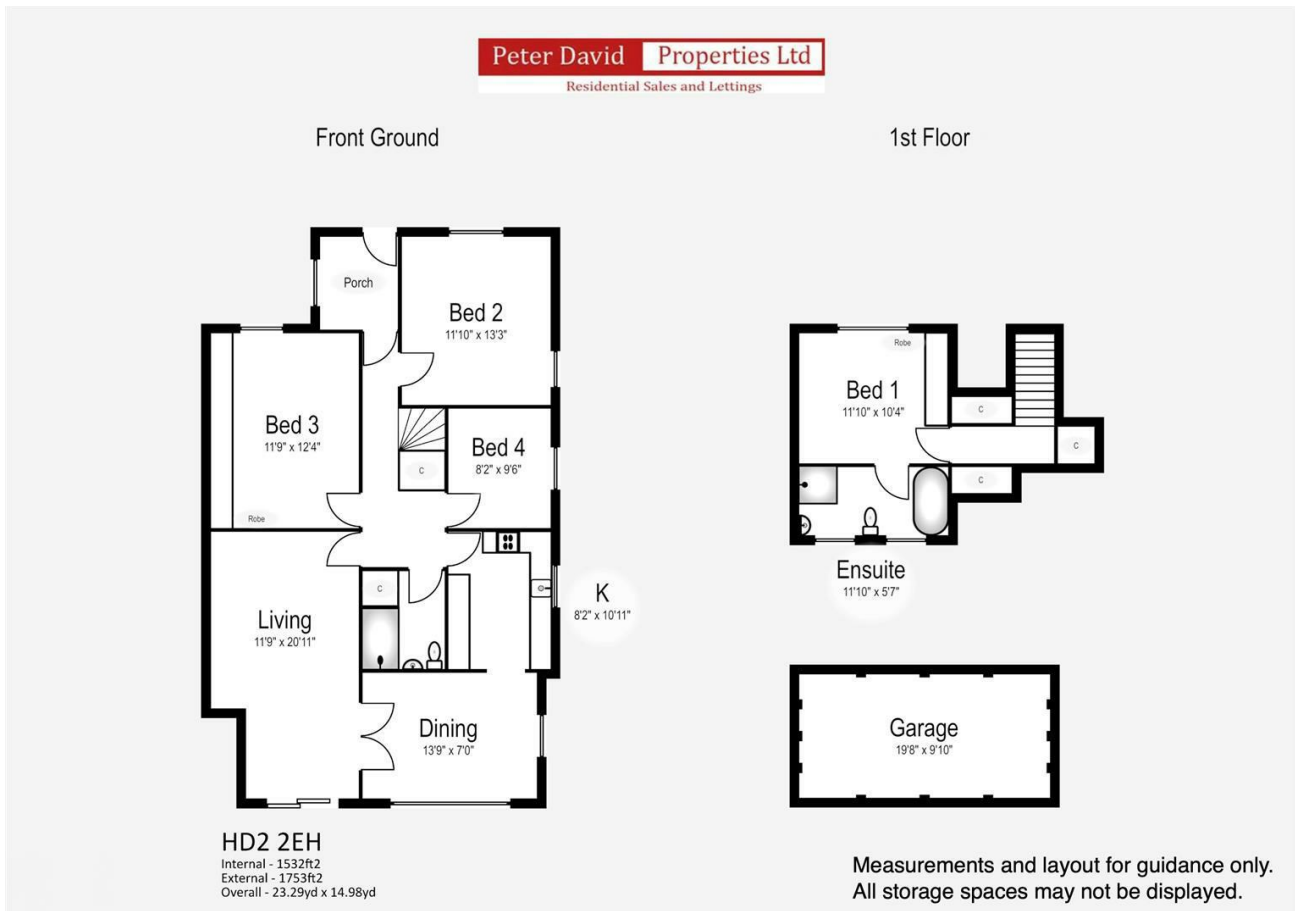 Peter David Properties Ltd
Residential Sales and Lettings
Front Ground
1st Floor
Porch
Bed 2
11'10" x 13'3"
Bed 3
11'9" x 12'4"
Robe
Bed 4
8'2" x 9'6"
C
C
Living
11'9" x 20'11"
K
8'2" x 10'11"
Dining
13'9" x 7'0"
Robe
Bed 1
11'10" x 10'4"
C
C
C
Ensuite
11'10" x 5'7"
Garage
19'8" x 9'10"
HD2 2EH
Internal - 1532ft2
External - 1753ft2
Overall - 23.29yd x 14.98yd
Measurements and layout for guidance only.
All storage spaces may not be displayed.